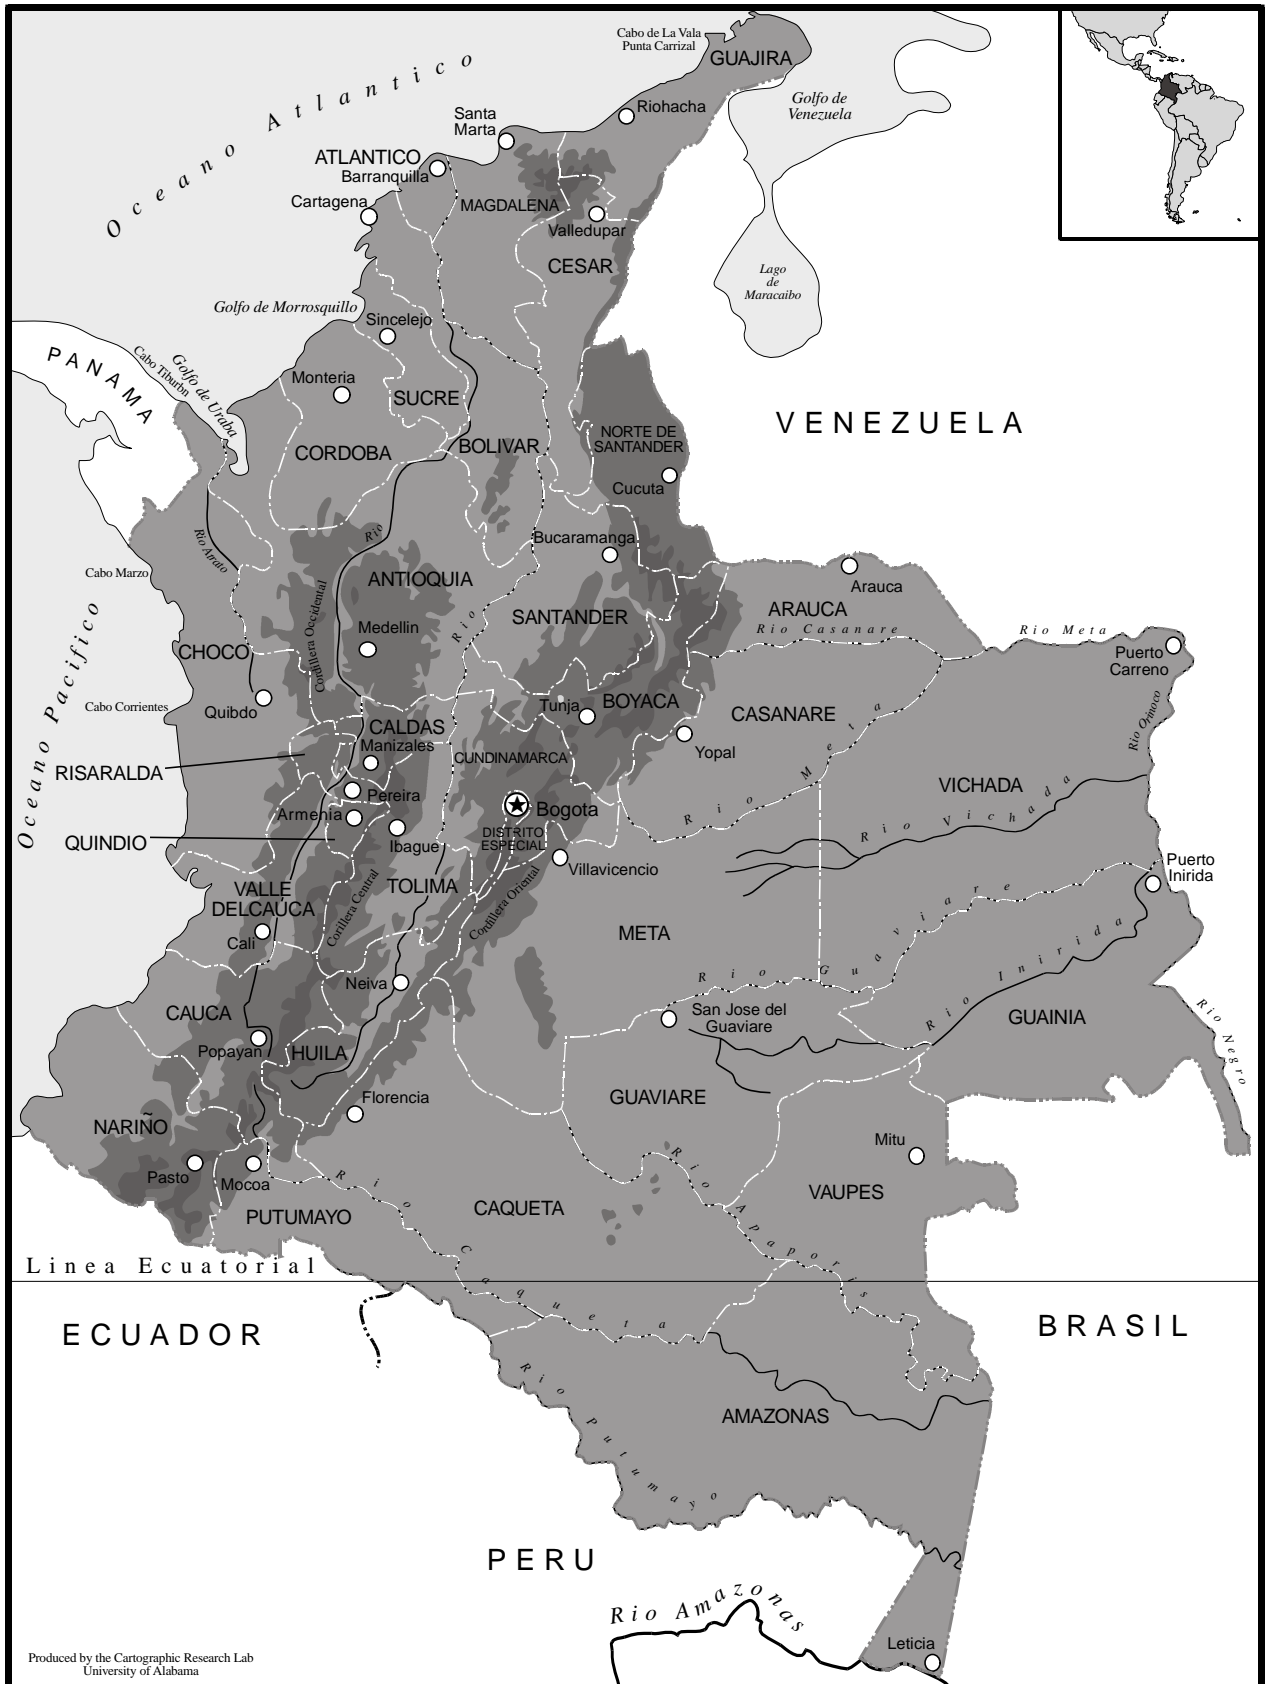 Cabo de La Vala
Punta Carrizal
GUAJIRA
Oceano Atlantico
Riohacha
Golfo de
Venezuela
Santa
Marta
ATLANTICO
Barranquilla
Cartagena
MAGDALENA
Valledupar
CESAR
Lago
de
Maracaibo
Golfo de Morrosquillo
Sincelejo
PANAMA
Cabo Tiburbn
Golfo de Uraba
Monteria
SUCRE
VENEZUELA
CORDOBA
BOLIVAR
NORTE DE
SANTANDER
Cucuta
Rio Atrato
Rio
Bucaramanga
Cabo Marzo
ANTIOQUIA
Arauca
ARAUCA
Cordillera Occidental
Medellin
Rio
SANTANDER
Rio Casanare
Rio Meta
Puerto
Carreno
CHOCO
Oceano Pacifico
Cabo Corrientes
Quibdo
Tunja
BOYACA
CASANARE
Rio Orinoco
CALDAS
Manizales
Yopal
CUNDINAMARCA
Rio Meta
RISARALDA
VICHADA
Pereira
Armenia
Bogota
Rio Vichada
QUINDIO
Ibague
DISTRITO
ESPECIAL
Villavicencio
Puerto
Inirida
VALLE
DELCAUCA
TOLIMA
Corillera Central
Cordillera Oriental
Cali
META
Rio Guaviare
Rio Inirida
Neiva
CAUCA
San Jose del
Guaviare
GUAINIA
Rio Negro
Popayan
HUILA
Florencia
GUAVIARE
NARIÑO
Mitu
Pasto
Mocoa
Rio Caqueta
CAQUETA
Rio Apaporis
VAUPES
PUTUMAYO
Linea Ecuatorial
ECUADOR
BRASIL
Rio Putumayo
AMAZONAS
PERU
Rio Amazonas
Leticia
Produced by the Cartographic Research Lab
University of Alabama